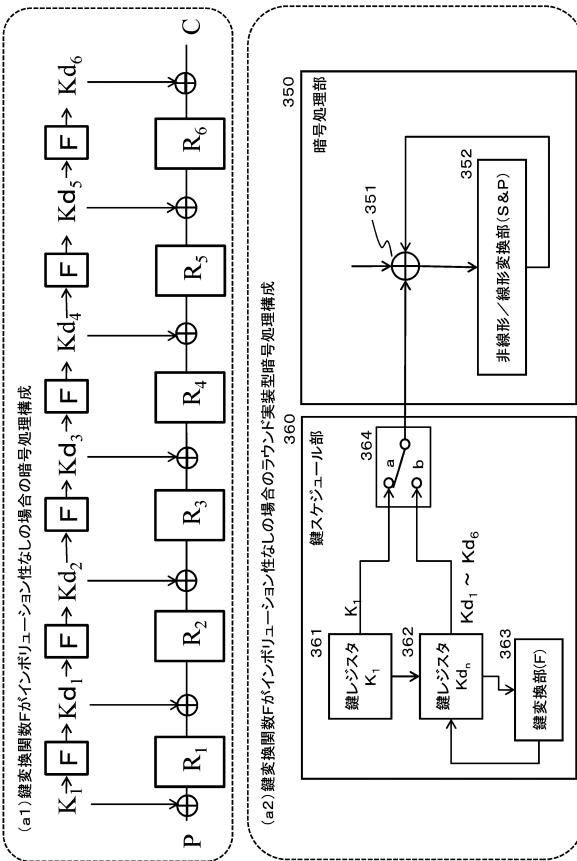 (a1)鍵変換関数Fがインボリューション性なしの場合の暗号処理構成
K₁ F Kd₁ F Kd₂ F Kd₃ F Kd₄ F Kd₅ F Kd₆
P R₁ R₂ R₃ R₄ R₅ R₆ C
(a2)鍵変換関数Fがインボリューション性なしの場合のラウンド実装型暗号処理構成
360
鍵スケジュール部
361
鍵レジスタ
K₁
K₁
362
鍵レジスタ
Kdₙ
Kd₁ ~ Kd₆
363
鍵変換部(F)
364
a
b
350
暗号処理部
351
352
非線形/線形変換部(S&P)